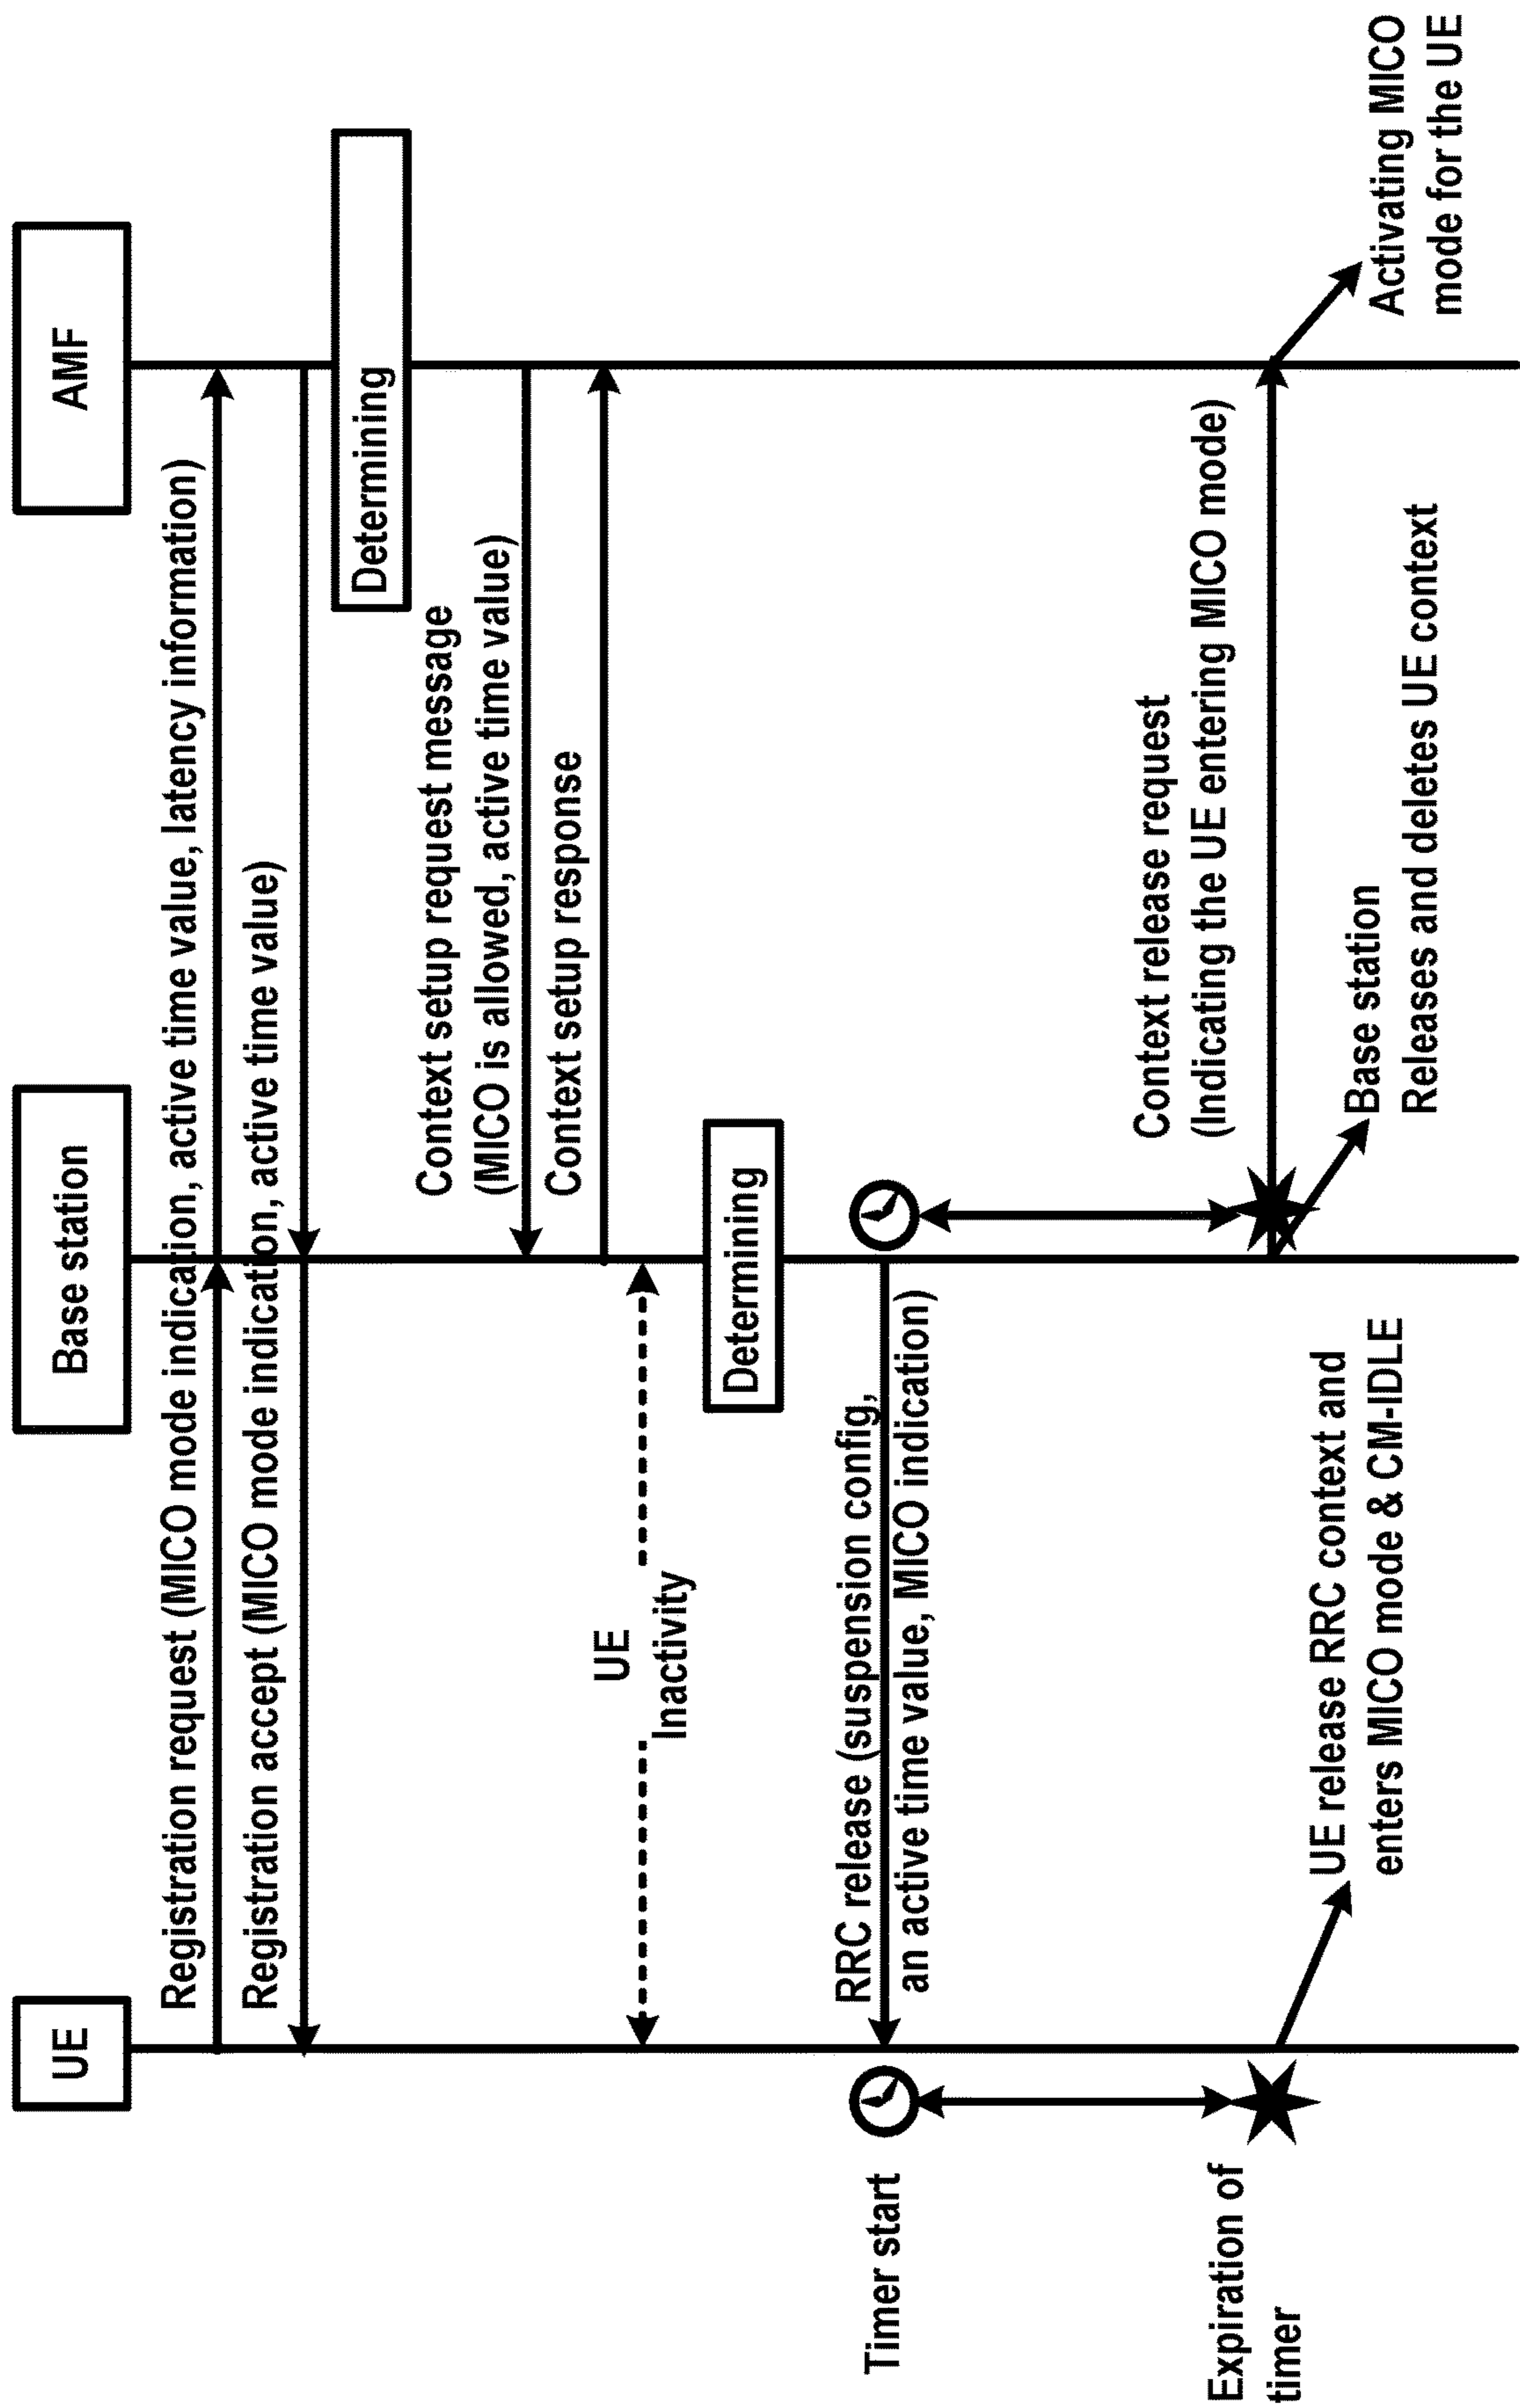 UE
Base station
AMF
Registration request (MICO mode indication, active time value, latency information)
Registration accept (MICO mode indication, active time value)
Determining
Context setup request message
(MICO is allowed, active time value)
Context setup response
UE
Inactivity
Determining
RRC release (suspension config,
an active time value, MICO indication)
Timer start
Context release request
(Indicating the UE entering MICO mode)
Expiration of
timer
UE release RRC context and
enters MICO mode & CM-IDLE
Base station
Releases and deletes UE context
Activating MICO
mode for the UE